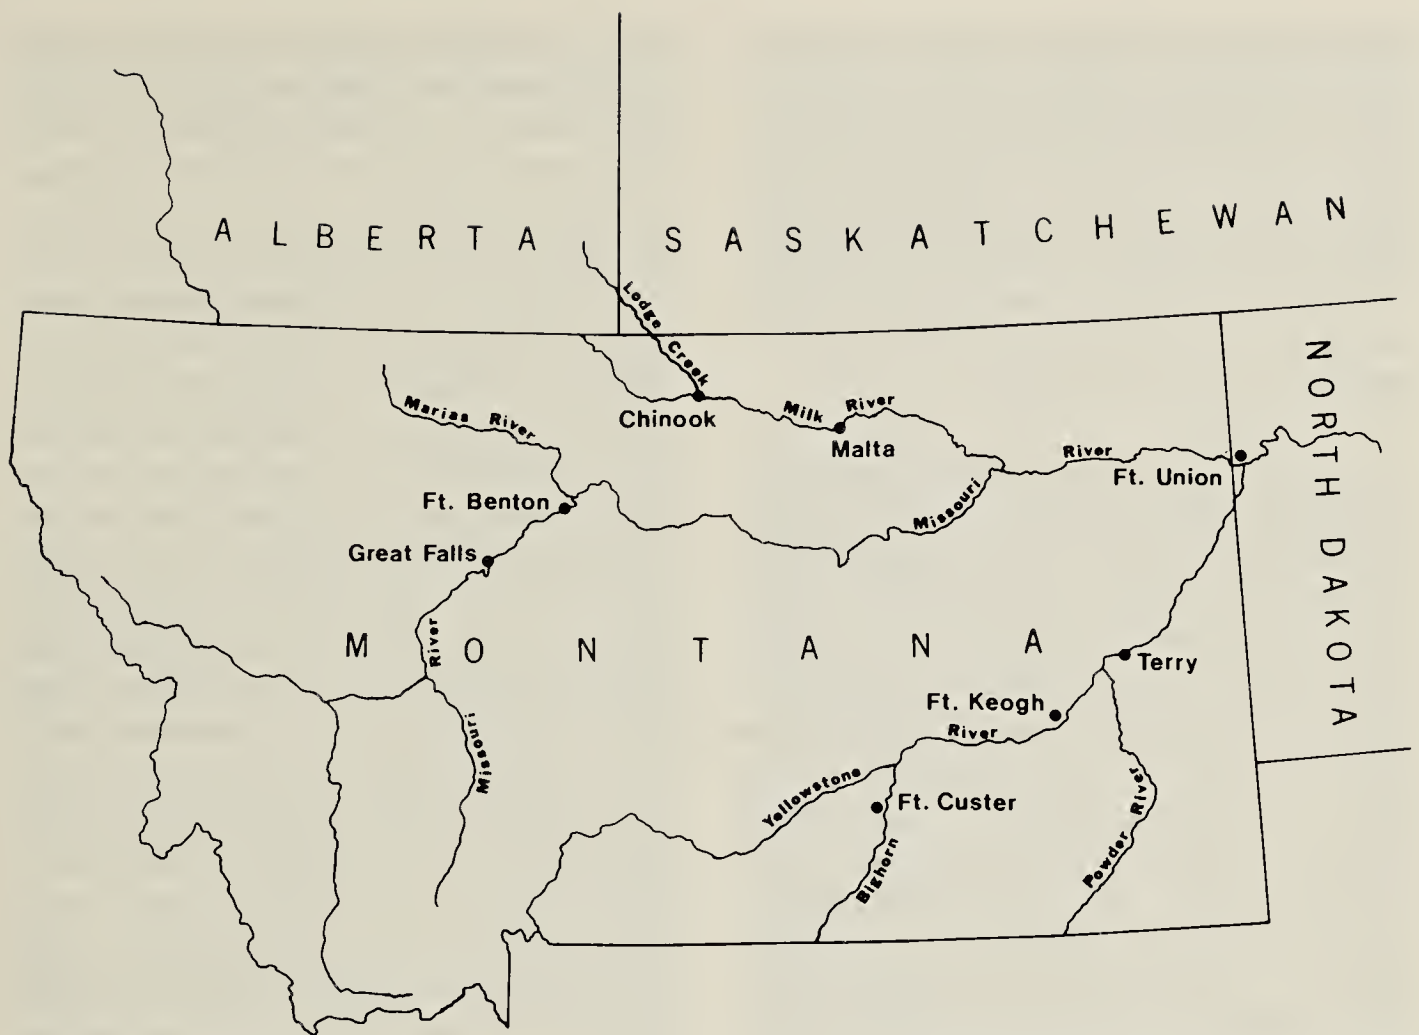 ALBERTA
SASKATCHEWAN
Lodge Creek
NORTH DAKOTA
Marias River
Chinook
Milk River
Malta
River
Ft. Union
Ft. Benton
Missouri
Great Falls
River
MONTANA
Terry
Ft. Keogh
River
Missouri
Yellowstone
Ft. Custer
Powder River
Bighorn